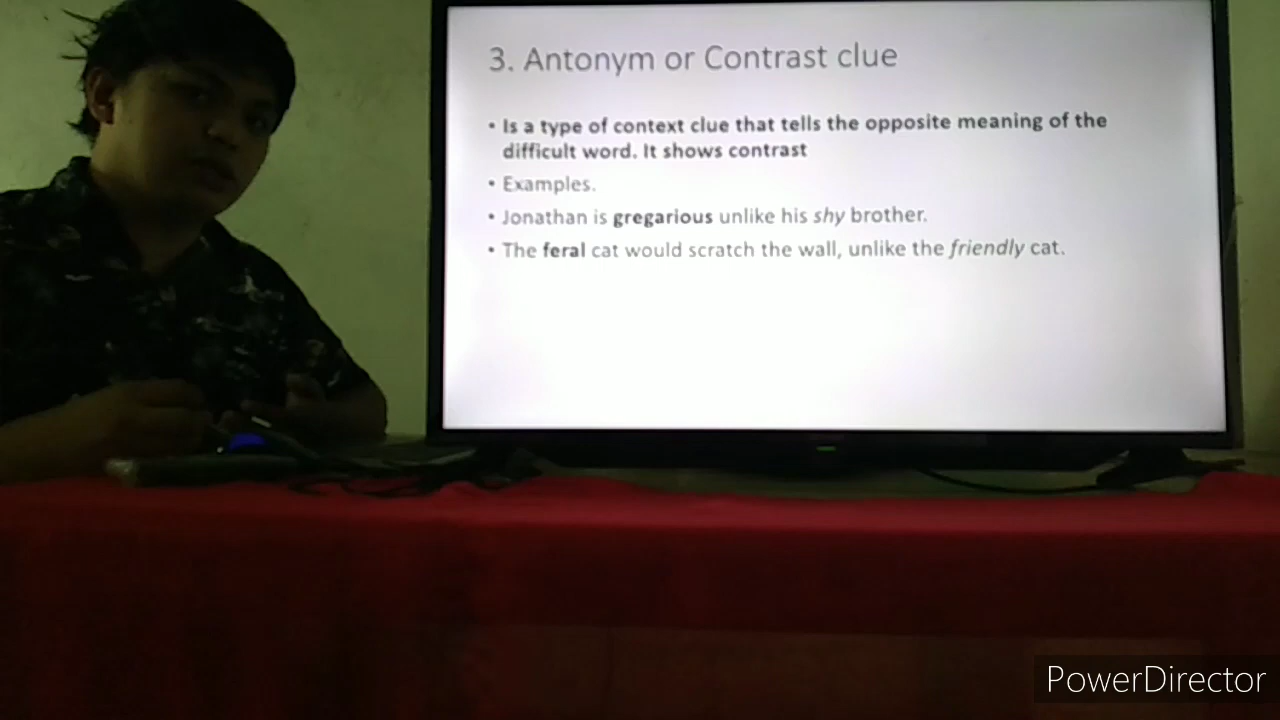 3. Antonym or Contrast clue
• Is a type of context clue that tells the opposite meaning of the
difficult word. It shows contrast
• Examples.
• Jonathan is gregarious unlike his shy brother.
• The feral cat would scratch the wall, unlike the friendly cat.
PowerDirector